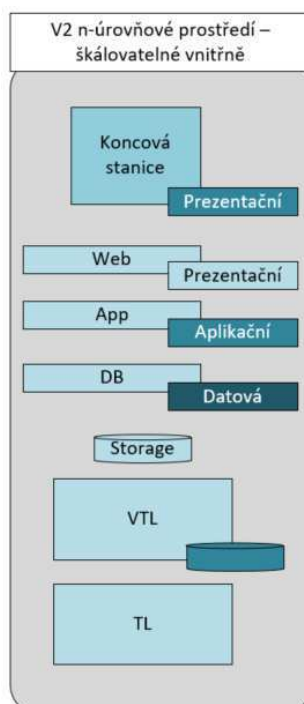 V2 n-úrovňové prostředí –
škálovatelné vnitřně
Koncová
stanice
Prezentační
Web
Prezentační
App
Aplikační
DB
Datová
Storage
VTL
TL